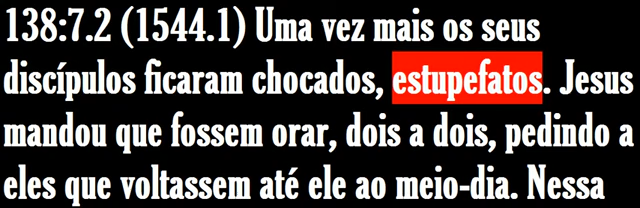 138:7.2 (1544.1) Uma vez mais os seus
discípulos ficaram chocados, estupefatos. Jesus
mandou que fossem orar, dois a dois, pedindo a
eles que voltassem até ele ao meio-dia. Nessa